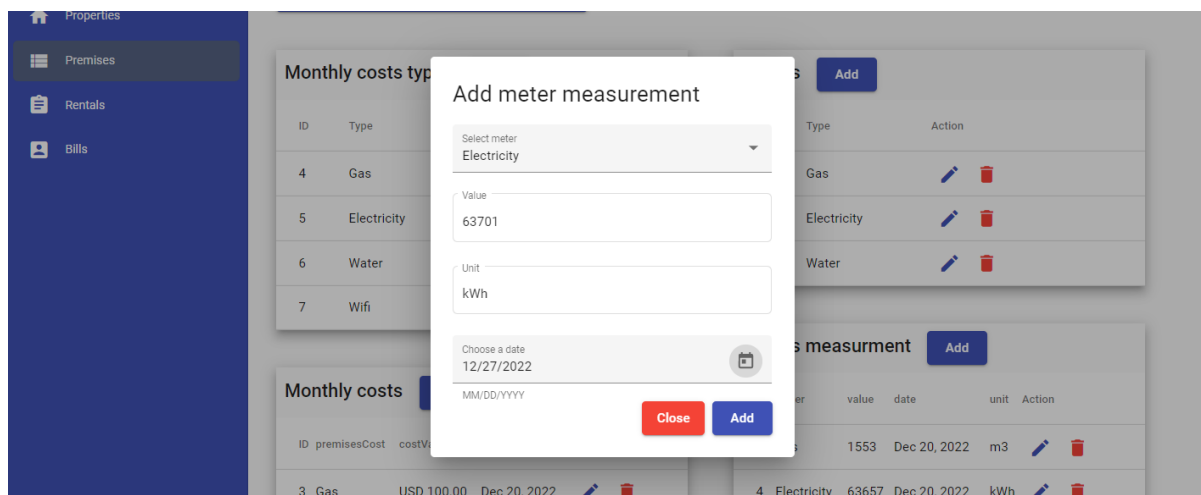 Properties
Premises
Rentals
Bills
Monthly costs typ
ID Type
4 Gas
5 Electricity
6 Water
7 Wifi
Monthly costs
ID premisesCost
3 Gas USD 100.00 Dec 20, 2022
Add meter measurement
Select meter
Electricity
Value
63701
Unit
kWh
Choose a date
12/27/2022
MM/DD/YYYY
Close Add
Add
Type Action
Gas
Electricity
Water
measurment Add
value date unit Action
1553 Dec 20, 2022 m3
4 Electricity 63657 Dec 20, 2022 kWh